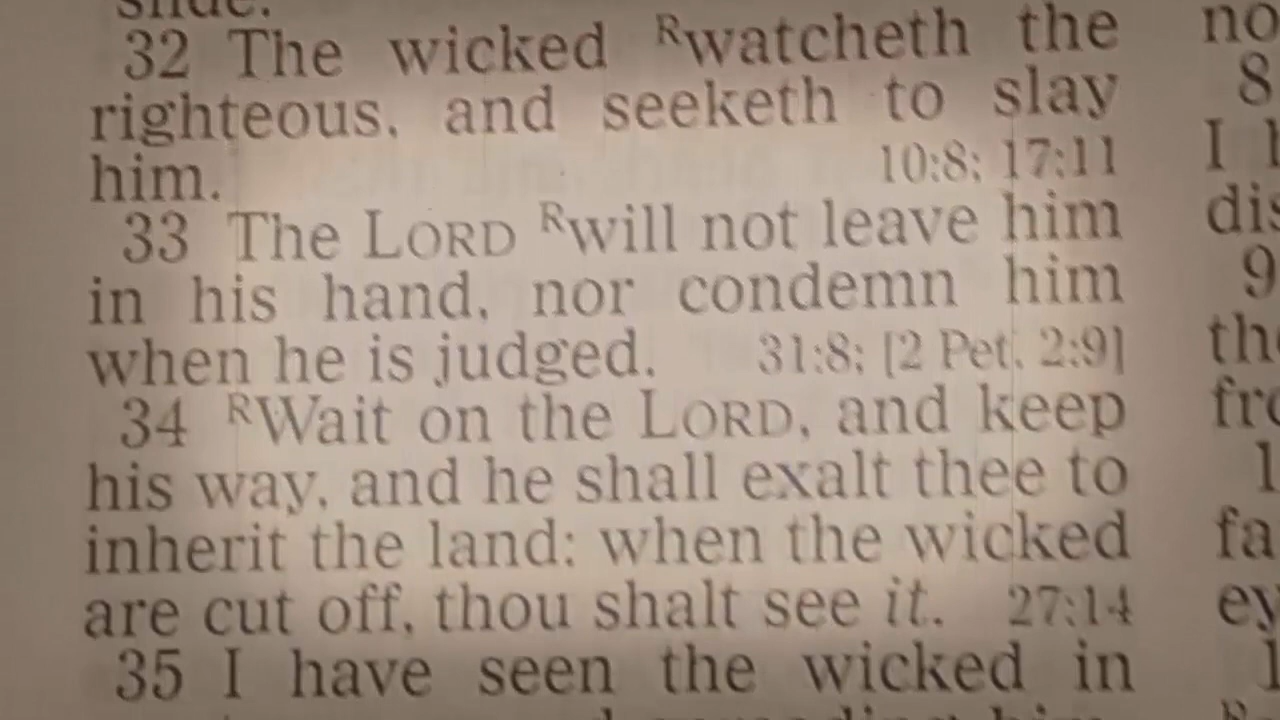 32 The wicked ᴿwatcheth the
righteous, and seeketh to slay
him. 10:8; 17:11
33 The LORD ᴿwill not leave him
in his hand, nor condemn him
when he is judged. 31:8; [2 Pet. 2:9]
34 ᴿWait on the LORD, and keep
his way, and he shall exalt thee to
inherit the land: when the wicked
are cut off, thou shalt see it. 27:14
35 I have seen the wicked in
no
8
I
9